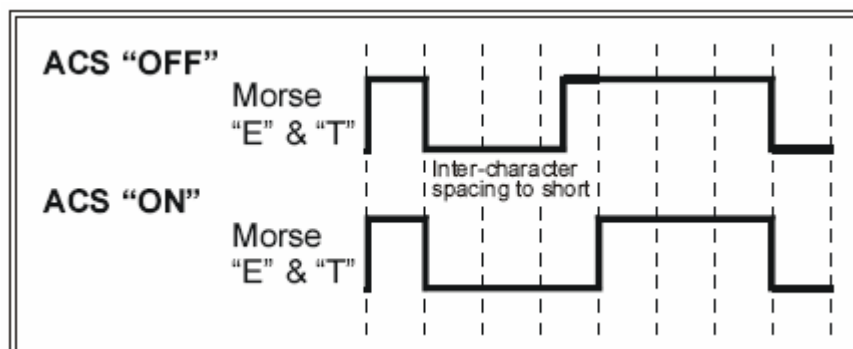 ACS “OFF”
Morse
“E” & “T”
Inter-character
spacing to short
ACS “ON”
Morse
“E” & “T”